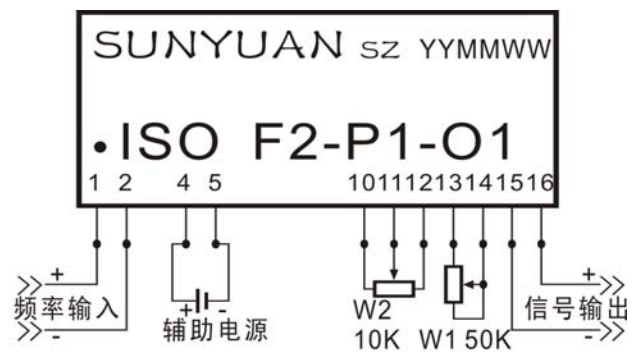 SUNYUAN SZ YYMMWW
•ISO F2-P1-O1
1 2 4 5 10 11 12 13 14 15 16
+ + - W2 +
频率输入 辅助电源 10K W1 50K 信号输出
- -